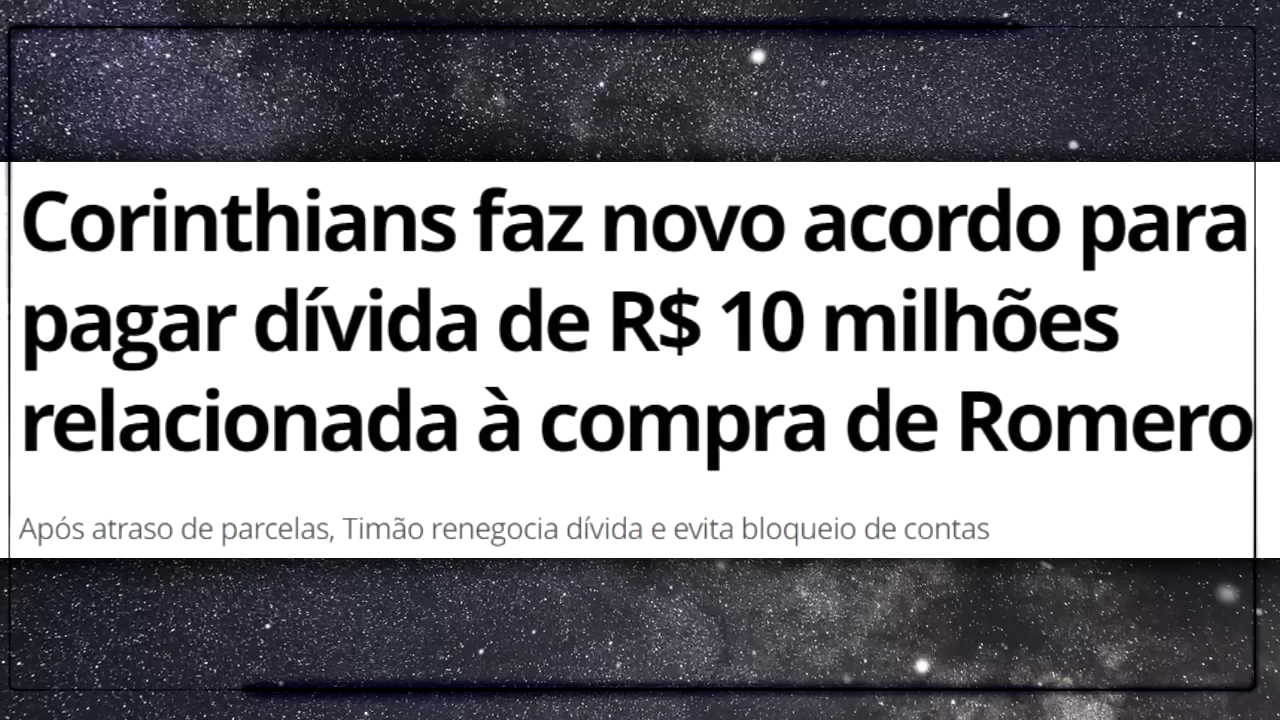 Corinthians faz novo acordo para
pagar dívida de R$ 10 milhões
relacionada à compra de Romero
Após atraso de parcelas, Timão renegocia dívida e evita bloqueio de contas